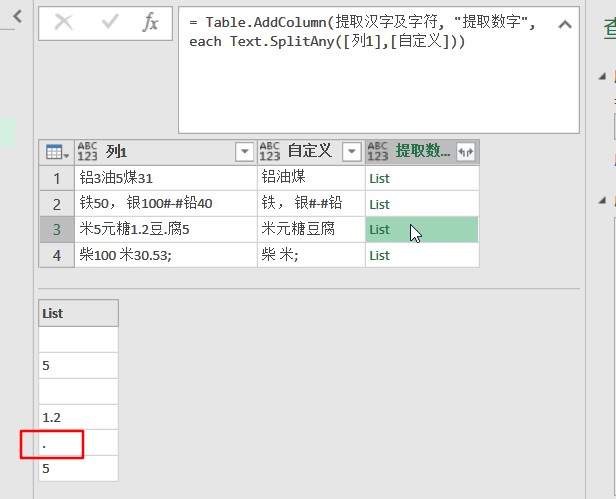 = Table.AddColumn(提取汉字及字符, "提取数字",
each Text.SplitAny([列1],[自定义]))
ABC 123 列1 ABC 123 自定义 ABC 123 提取数...
1 铝3油5煤31 铝油煤 List
2 铁50， 银100#-#铅40 铁， 银#-#铅 List
3 米5元糖1.2豆.腐5 米元糖豆腐 List
4 柴100 米30.53; 柴 米; List
List
5
1.2
.
5